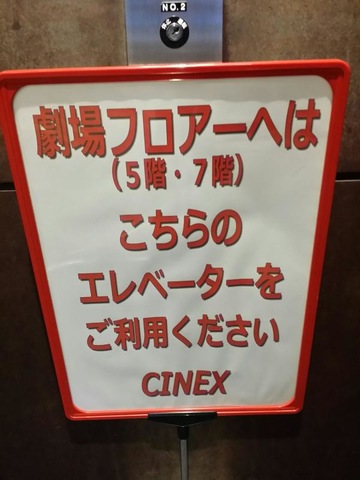 NO.2
劇場フロアーへは
（5階・7階）
こちらの
エレベーターを
ご利用ください
CINEX